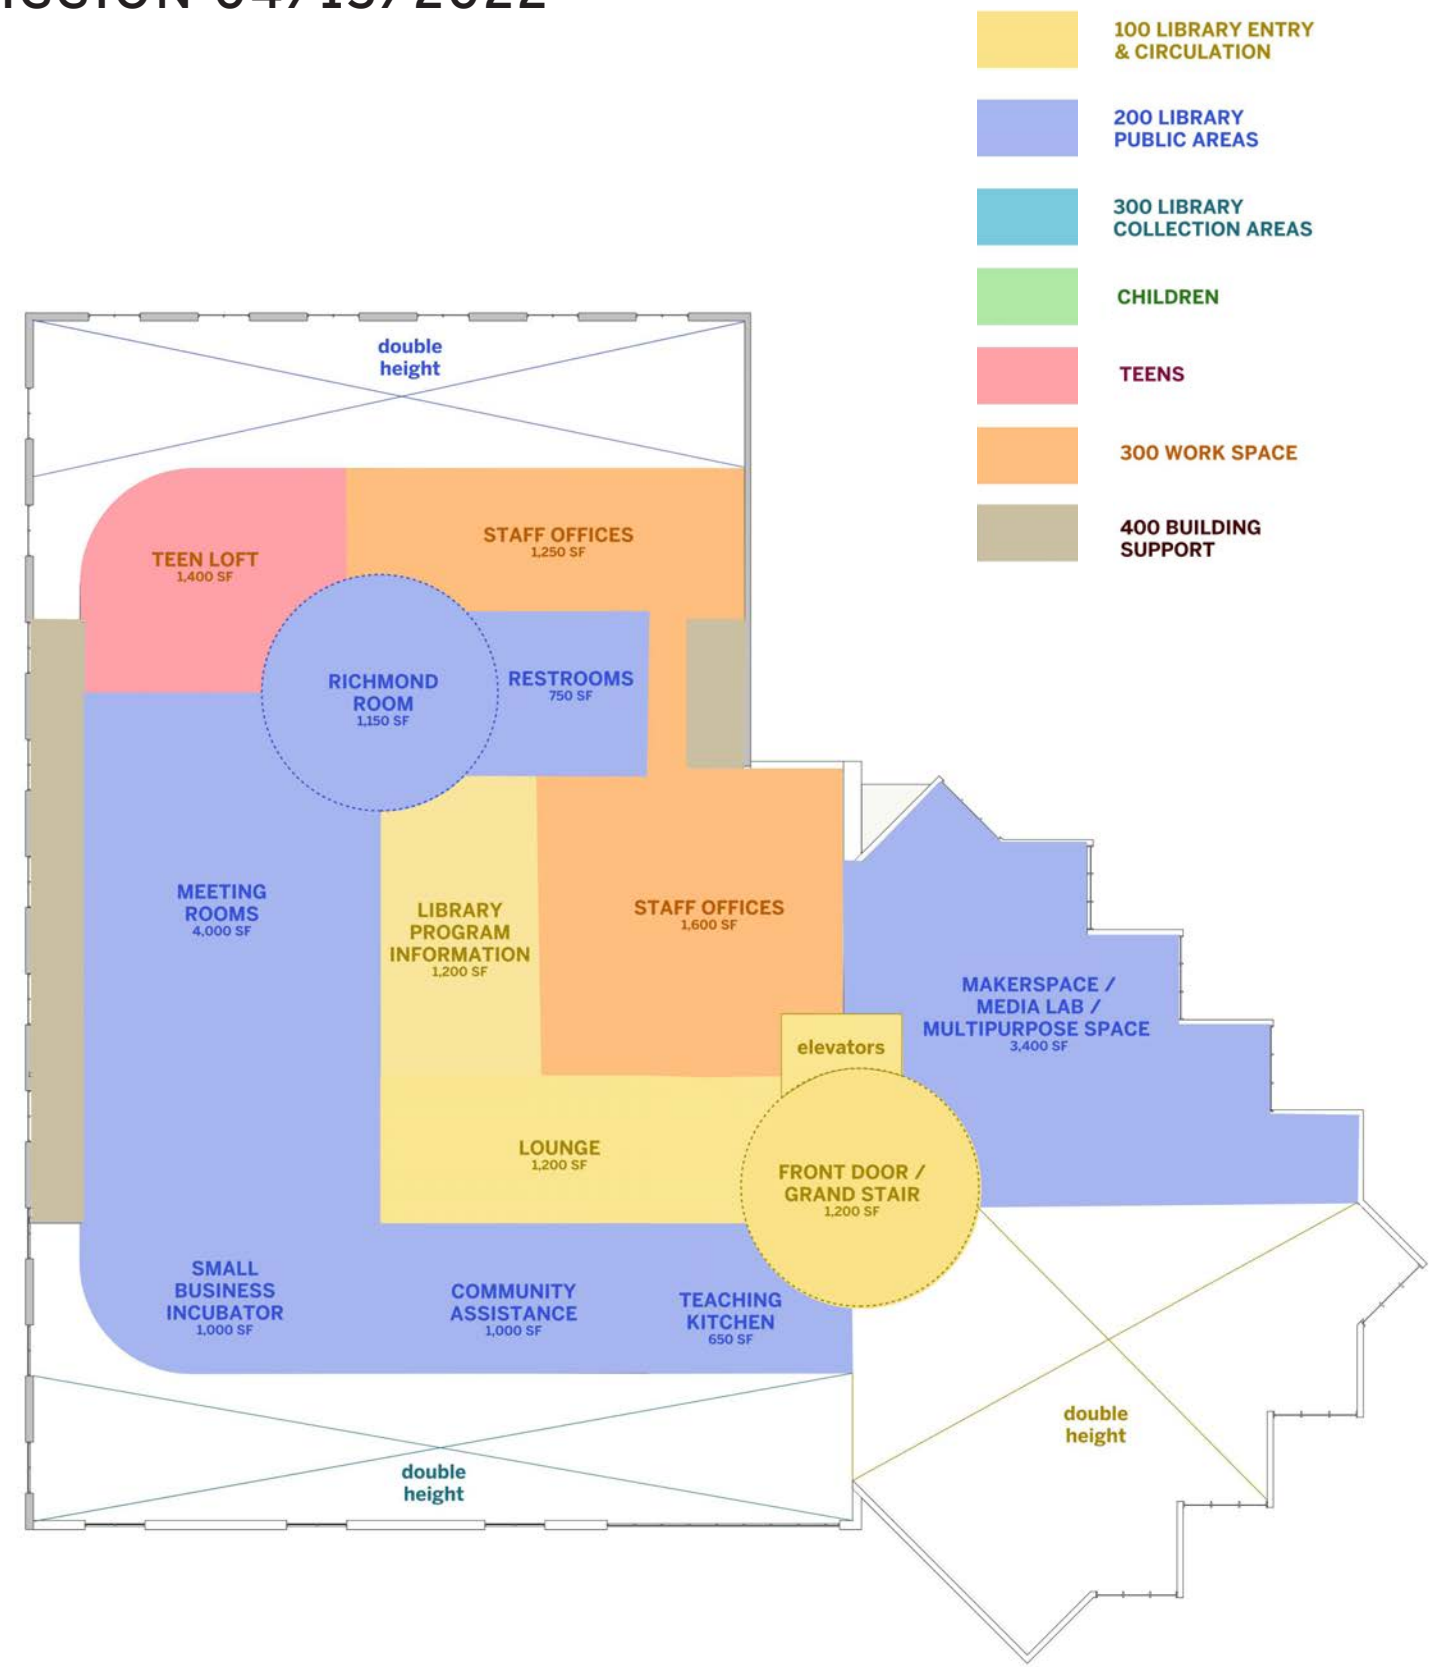 04/13/2022
100 LIBRARY ENTRY
& CIRCULATION
200 LIBRARY
PUBLIC AREAS
300 LIBRARY
COLLECTION AREAS
CHILDREN
TEENS
300 WORK SPACE
400 BUILDING
SUPPORT
double
height
STAFF OFFICES
1,250 SF
TEEN LOFT
1,400 SF
RICHMOND
ROOM
1,150 SF
RESTROOMS
750 SF
MEETING
ROOMS
4,000 SF
LIBRARY
PROGRAM
INFORMATION
1,200 SF
STAFF OFFICES
1,600 SF
MAKERSPACE /
MEDIA LAB /
MULTIPURPOSE SPACE
3,400 SF
elevators
LOUNGE
1,200 SF
FRONT DOOR /
GRAND STAIR
1,200 SF
SMALL
BUSINESS
INCUBATOR
1,000 SF
COMMUNITY
ASSISTANCE
1,000 SF
TEACHING
KITCHEN
650 SF
double
height
double
height